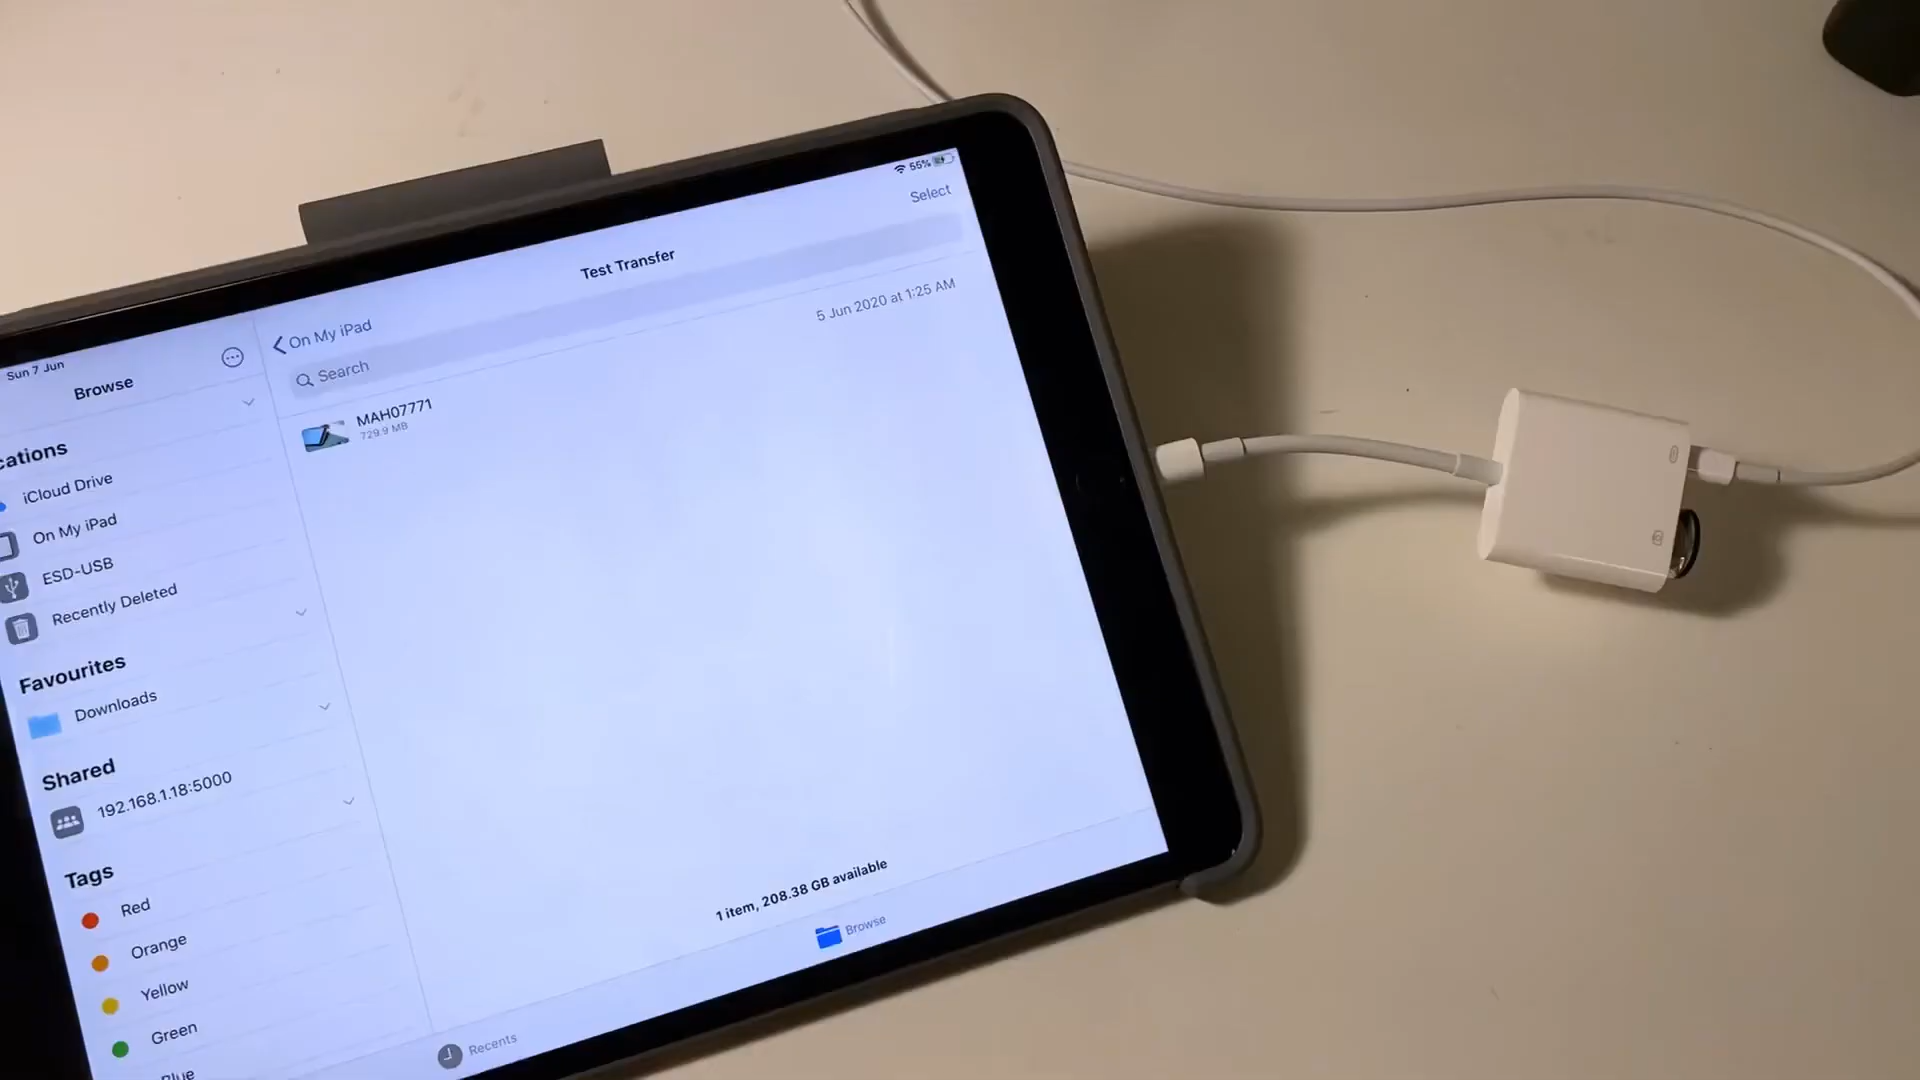 55%
Select
Test Transfer
Sun 7 Jun
Browse
On My iPad
Search
MAH07771
729.9 MB
5 Jun 2020 at 1:25 AM
cations
iCloud Drive
On My iPad
ESD-USB
Recently Deleted
Favourites
Downloads
Shared
192.168.1.18:5000
Tags
Red
Orange
Yellow
Green
Blue
1 item, 208.38 GB available
Recents
Browse